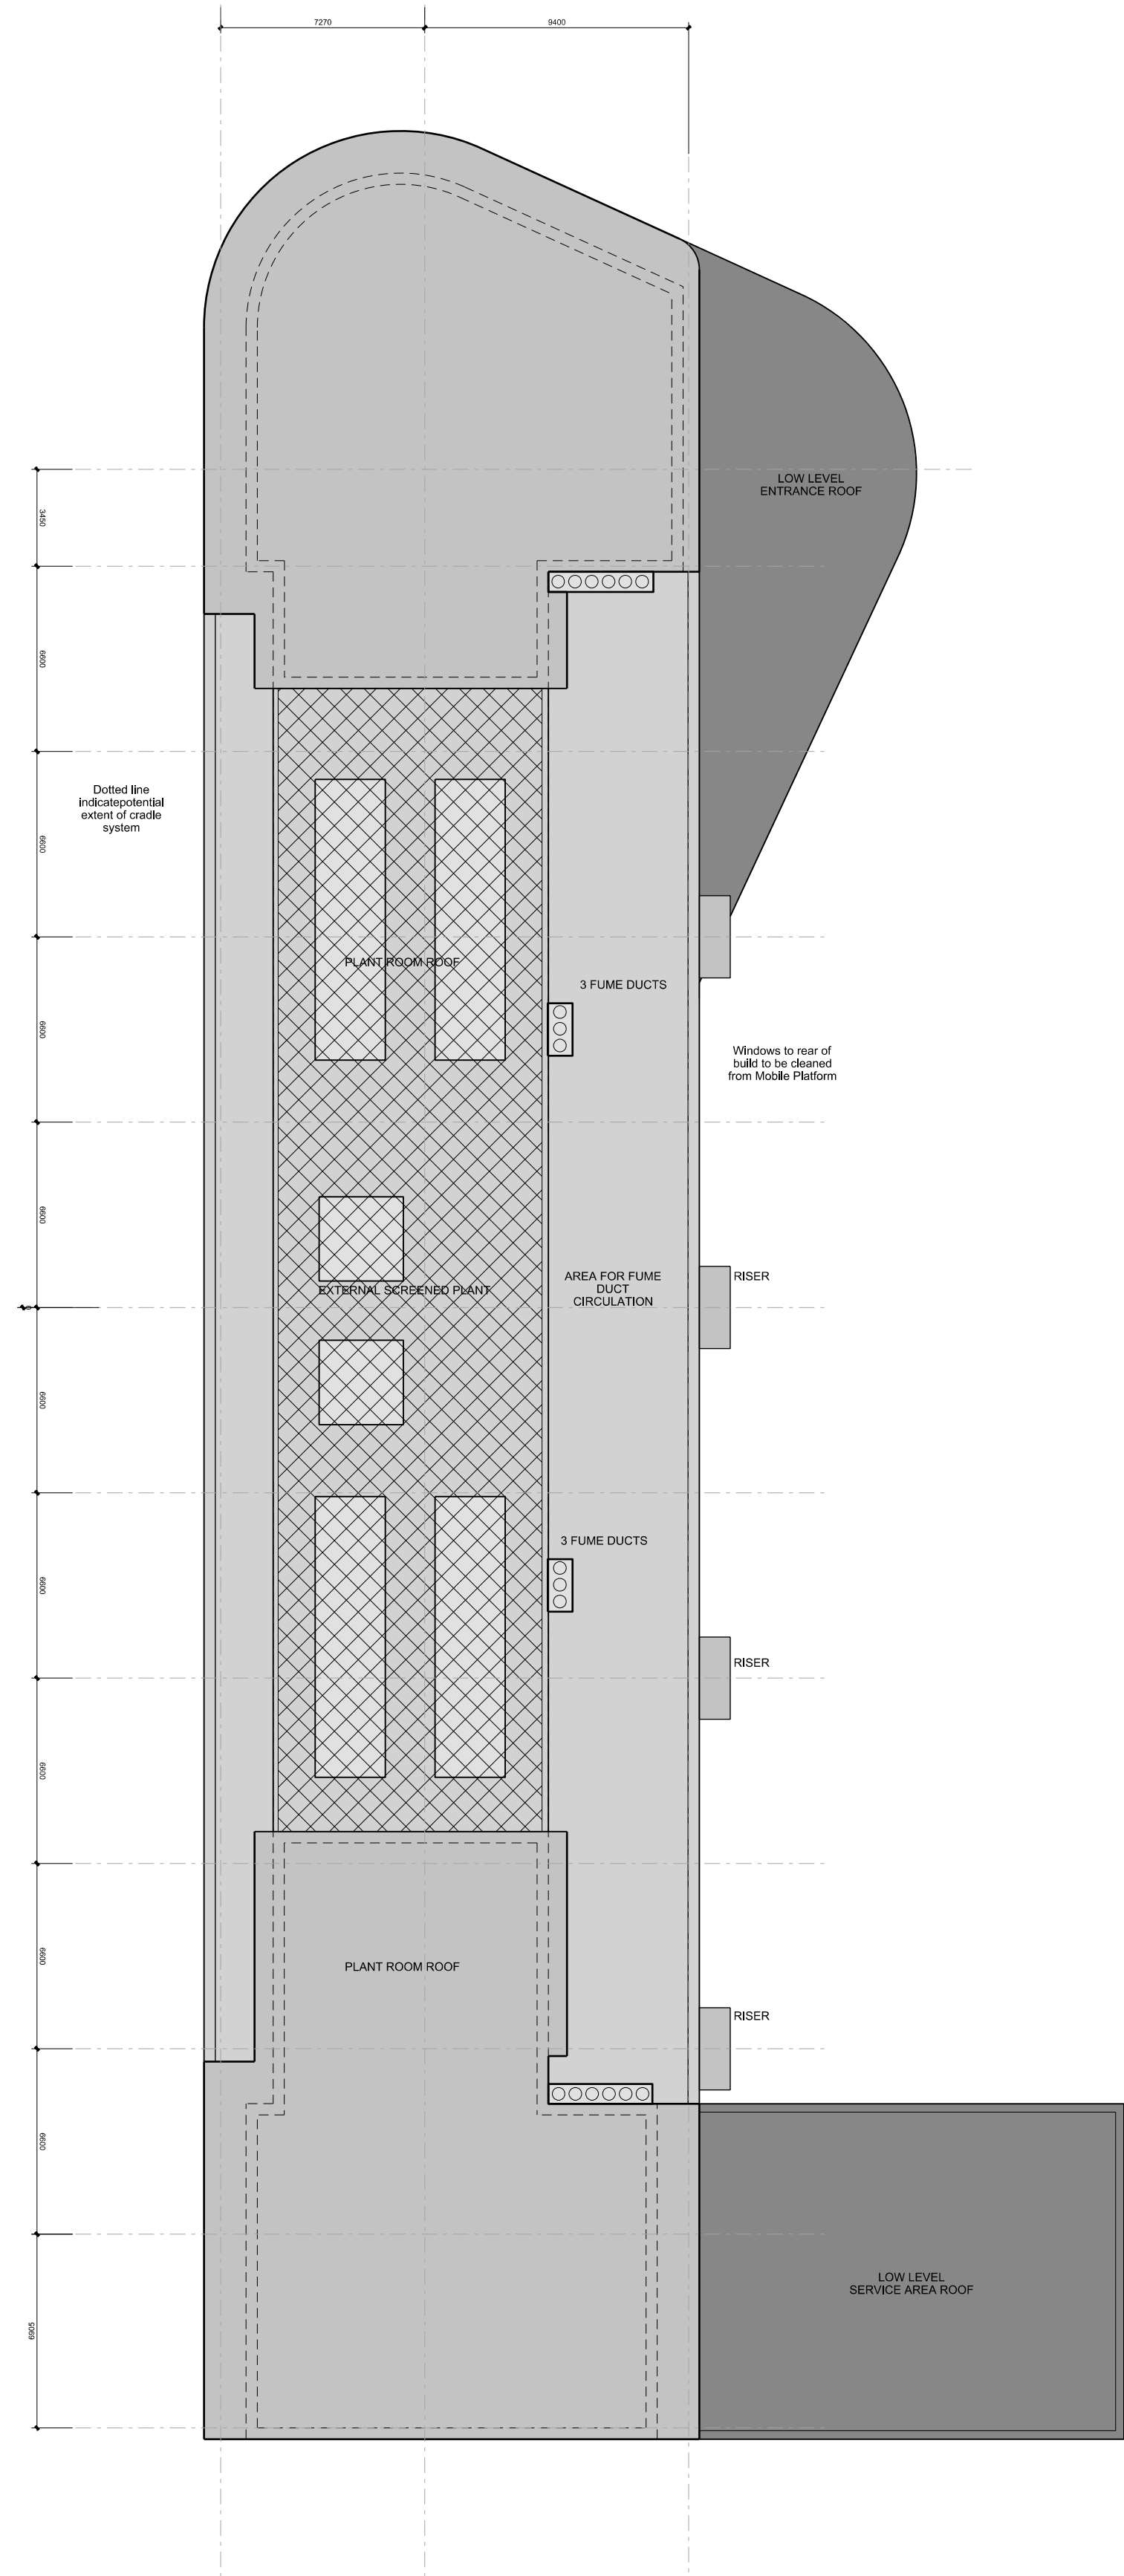 7270
9400
LOW LEVEL
ENTRANCE ROOF
3450
6600
6600
Dotted line
indicatepotential
extent of cradle
system
PLANT ROOM ROOF
3 FUME DUCTS
6600
Windows to rear of
build to be cleaned
from Mobile Platform
6600
AREA FOR FUME
DUCT
CIRCULATION
RISER
EXTERNAL SCREENED PLANT
6600
3 FUME DUCTS
6600
RISER
6600
6600
PLANT ROOM ROOF
RISER
6600
LOW LEVEL
SERVICE AREA ROOF
6905